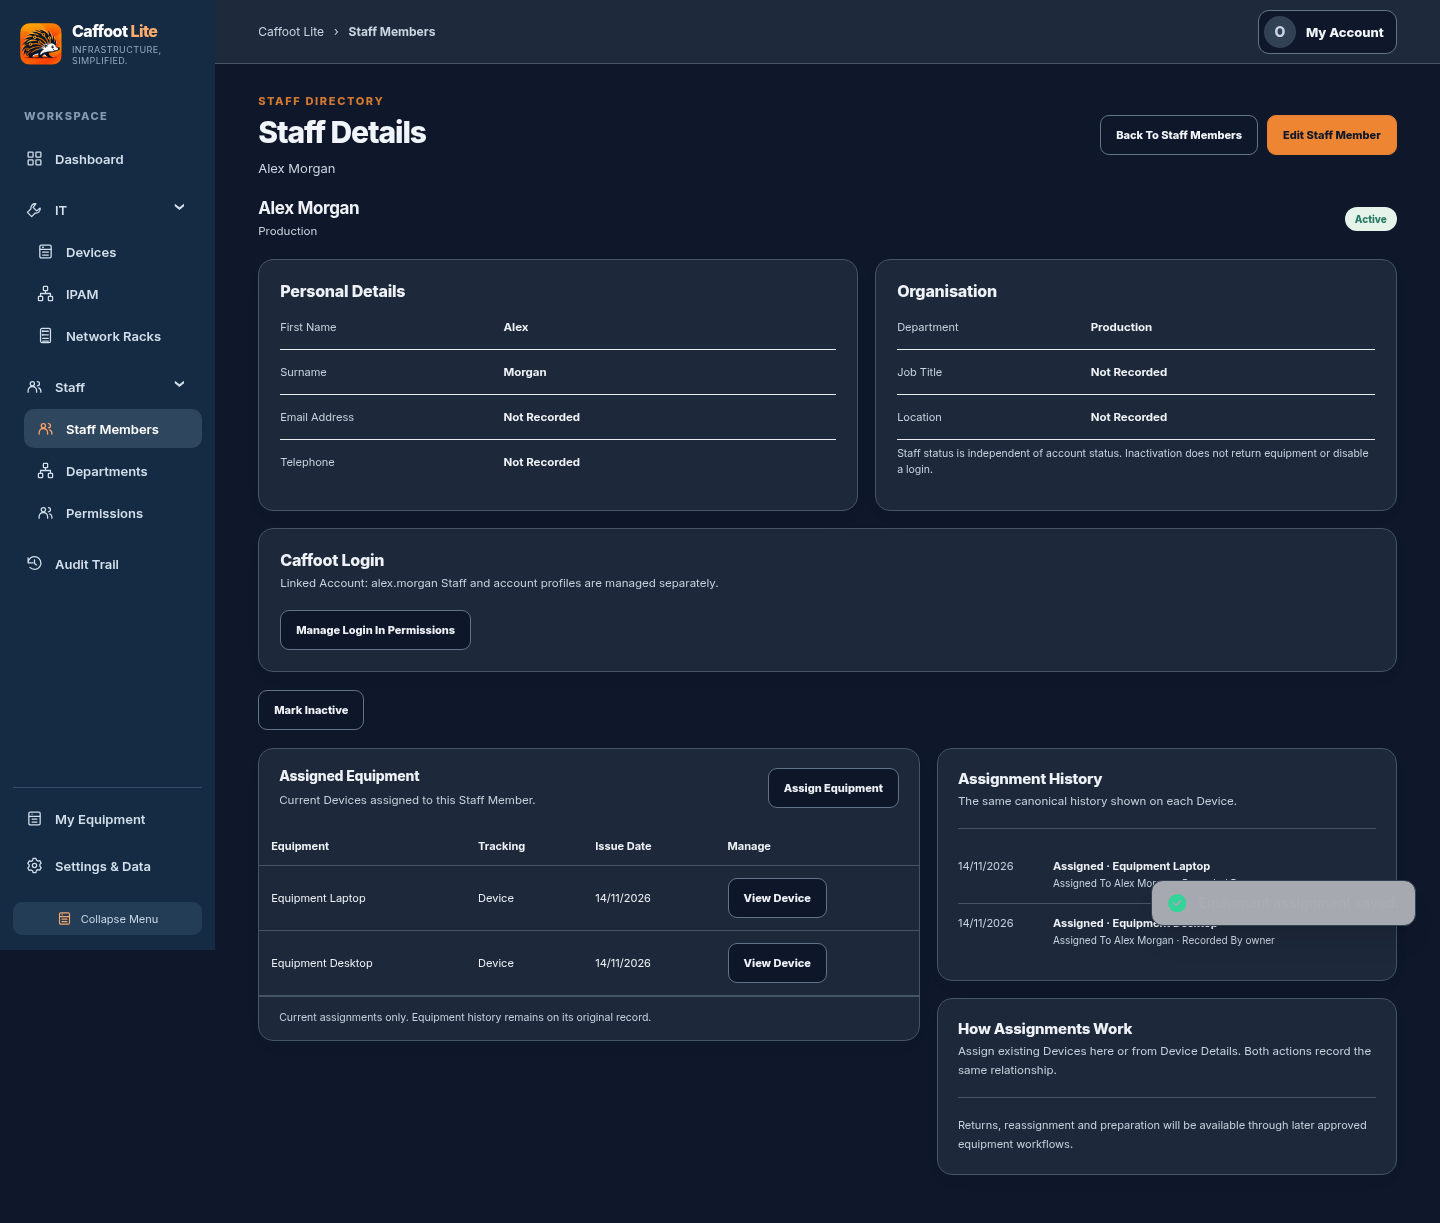 Caffoot Lite
INFRASTRUCTURE,
SIMPLIFIED.
WORKSPACE
Dashboard
IT
Devices
IPAM
Network Racks
Staff
Staff Members
Departments
Permissions
Audit Trail
My Equipment
Settings & Data
Collapse Menu
Caffoot Lite › Staff Members
O My Account
STAFF DIRECTORY
Staff Details
Alex Morgan
Back To Staff Members
Edit Staff Member
Alex Morgan
Production
Active
Personal Details
First Name Alex
Surname Morgan
Email Address Not Recorded
Telephone Not Recorded
Organisation
Department Production
Job Title Not Recorded
Location Not Recorded
Staff status is independent of account status. Inactivation does not return equipment or disable
a login.
Caffoot Login
Linked Account: alex.morgan Staff and account profiles are managed separately.
Manage Login In Permissions
Mark Inactive
Assigned Equipment
Current Devices assigned to this Staff Member.
Assign Equipment
Equipment Tracking Issue Date Manage
Equipment Laptop Device 14/11/2026 View Device
Equipment Desktop Device 14/11/2026 View Device
Current assignments only. Equipment history remains on its original record.
Assignment History
The same canonical history shown on each Device.
14/11/2026 Assigned · Equipment Laptop
Assigned To Alex
14/11/2026 Assigned · Equipment Desktop
Assigned To Alex Morgan · Recorded By owner
How Assignments Work
Assign existing Devices here or from Device Details. Both actions record the
same relationship.
Returns, reassignment and preparation will be available through later approved
equipment workflows.